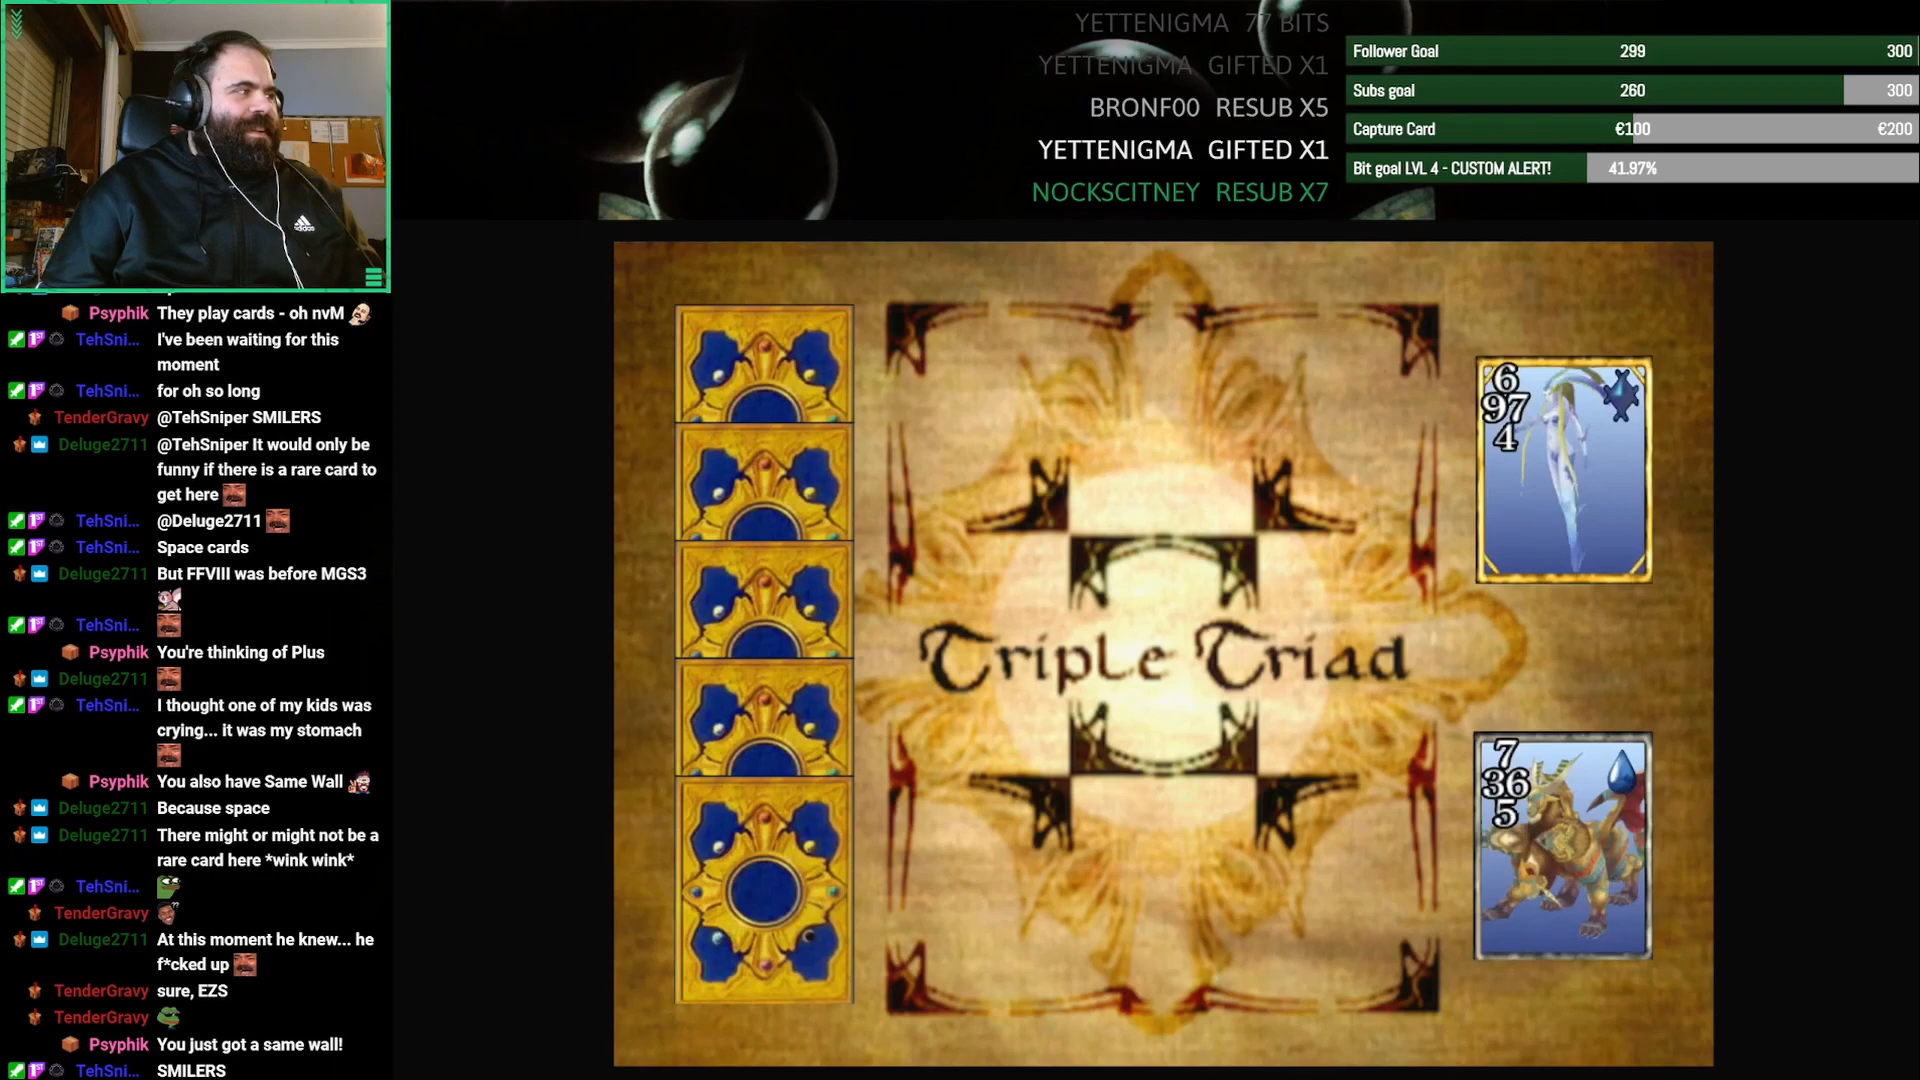 YETTENIGMA 77 BITS
YETTENIGMA GIFTED X1
BRONF00 RESUB X5
YETTENIGMA GIFTED X1
NOCKSCITNEY RESUB X7
Follower Goal 299 300
Subs goal 260 300
Capture Card €100 €200
Bit goal LVL 4 - CUSTOM ALERT! 41.97%
adidas
Psyphik They play cards - oh nvM
TehSni... I've been waiting for this
moment
TehSni... for oh so long
TenderGravy @TehSniper SMILERS
Deluge2711 @TehSniper It would only be
funny if there is a rare card to
get here
TehSni... @Deluge2711
TehSni... Space cards
Deluge2711 But FFVIII was before MGS3
TehSni...
Psyphik You're thinking of Plus
Deluge2711
TehSni... I thought one of my kids was
crying... it was my stomach
Psyphik You also have Same Wall
Deluge2711 Because space
Deluge2711 There might or might not be a
rare card here *wink wink*
TehSni...
TenderGravy
Deluge2711 At this moment he knew... he
f*cked up
TenderGravy sure, EZS
TenderGravy
Psyphik You just got a same wall!
TehSni... SMILERS
Triple Triad
6
97
4
7
36
5